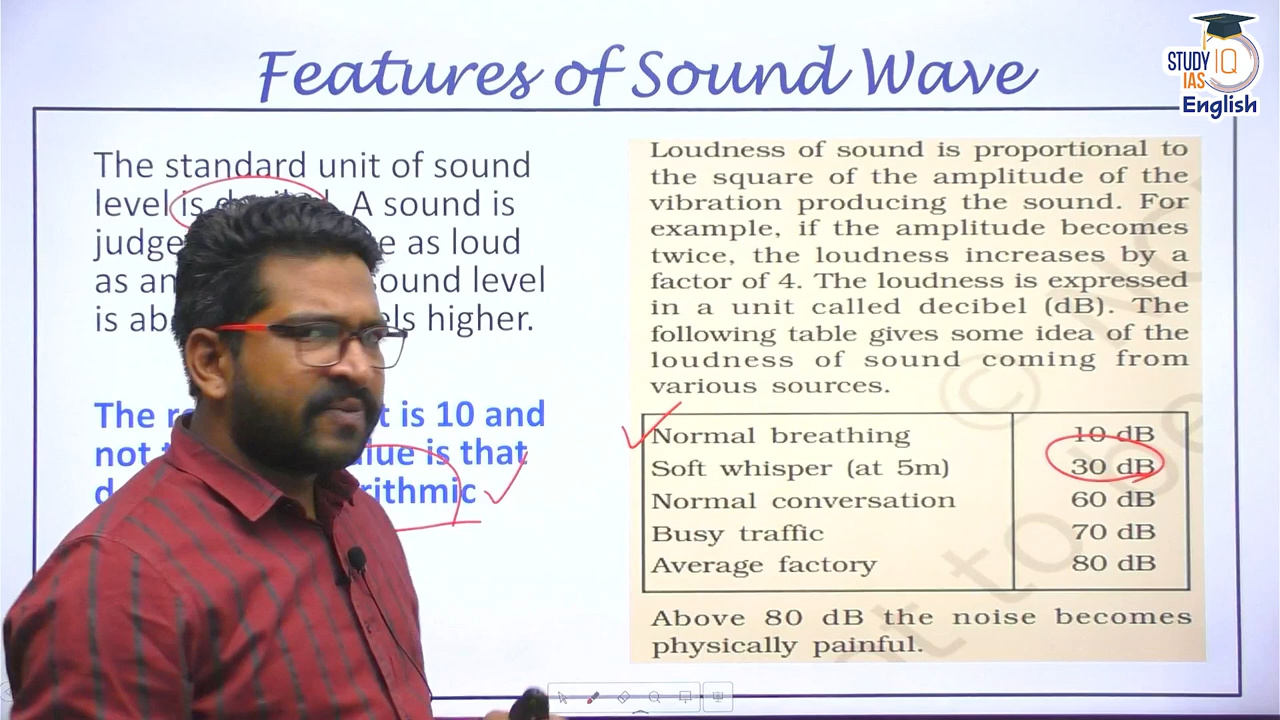 Features of Sound Wave
STUDY IQ
IAS
English
The standard unit of sound
level is A sound is
as loud
as sound level
is higher.
The is 10 and
not is that

Loudness of sound is proportional to
the square of the amplitude of the
vibration producing the sound. For
example, if the amplitude becomes
twice, the loudness increases by a
factor of 4. The loudness is expressed
in a unit called decibel (dB). The
following table gives some idea of the
loudness of sound coming from
various sources.
Normal breathing 10 dB
Soft whisper (at 5m) 30 dB
Normal conversation 60 dB
Busy traffic 70 dB
Average factory 80 dB
Above 80 dB the noise becomes
physically painful.